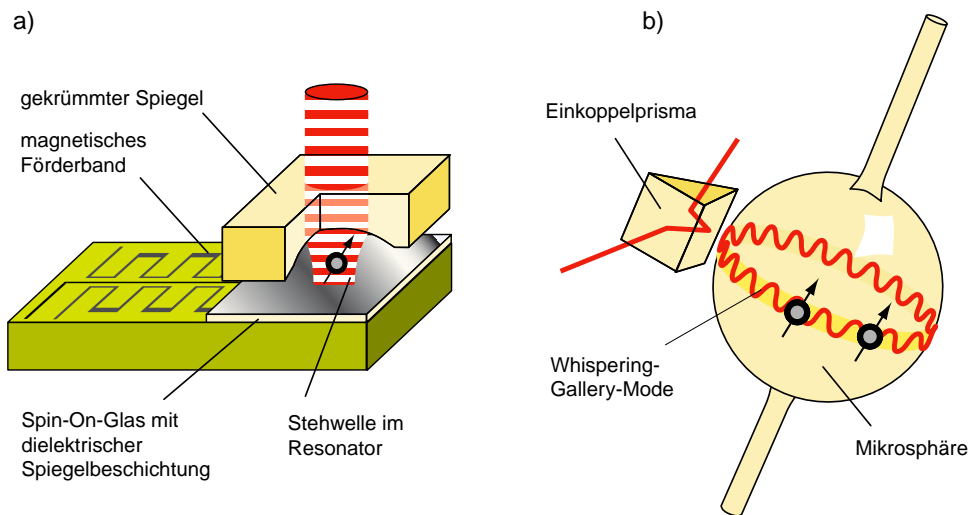 a)
gekrümmter Spiegel
magnetisches
Förderband
Spin-On-Glas mit
dielektrischer
Spiegelbeschichtung
Stehwelle im
Resonator
b)
Einkoppelprisma
Whispering-
Gallery-Mode
Mikrosphäre